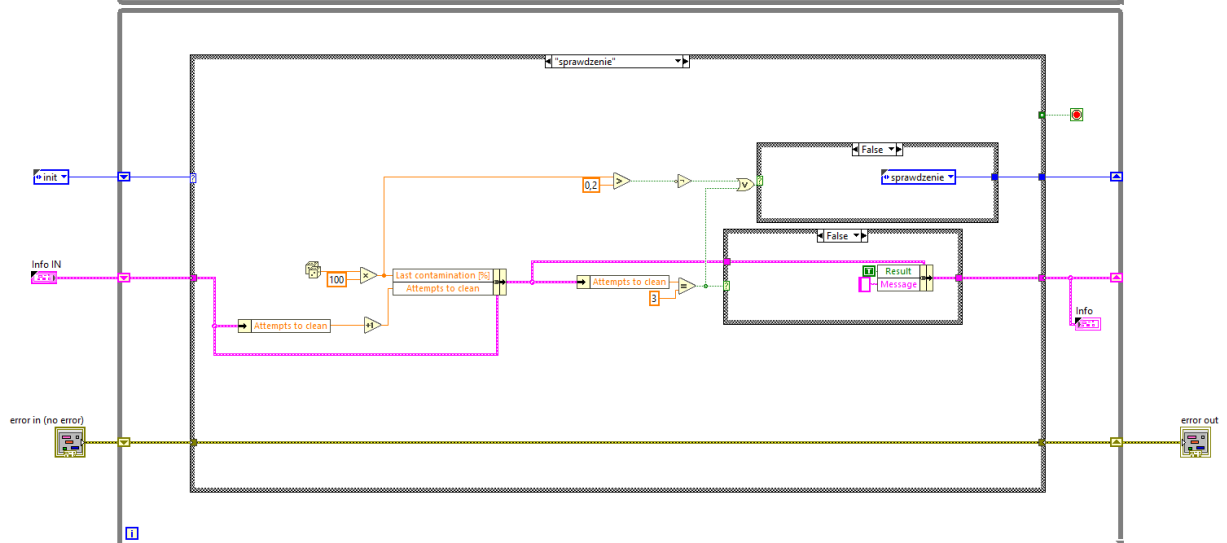 "sprawdzenie"
False
init
sprawdzenie
0,2
Info IN
False
100
Last contamination [%]
Attempts to clean
Attempts to clean
3
T
Result
Message
Info
Attempts to clean
+1
error in (no error)
error out
i